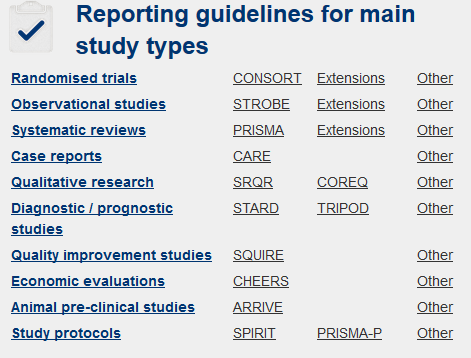 Reporting guidelines for main
study types
Randomised trials CONSORT Extensions Other
Observational studies STROBE Extensions Other
Systematic reviews PRISMA Extensions Other
Case reports CARE Other
Qualitative research SRQR COREQ Other
Diagnostic / prognostic STARD TRIPOD Other
studies
Quality improvement studies SQUIRE Other
Economic evaluations CHEERS Other
Animal pre-clinical studies ARRIVE Other
Study protocols SPIRIT PRISMA-P Other